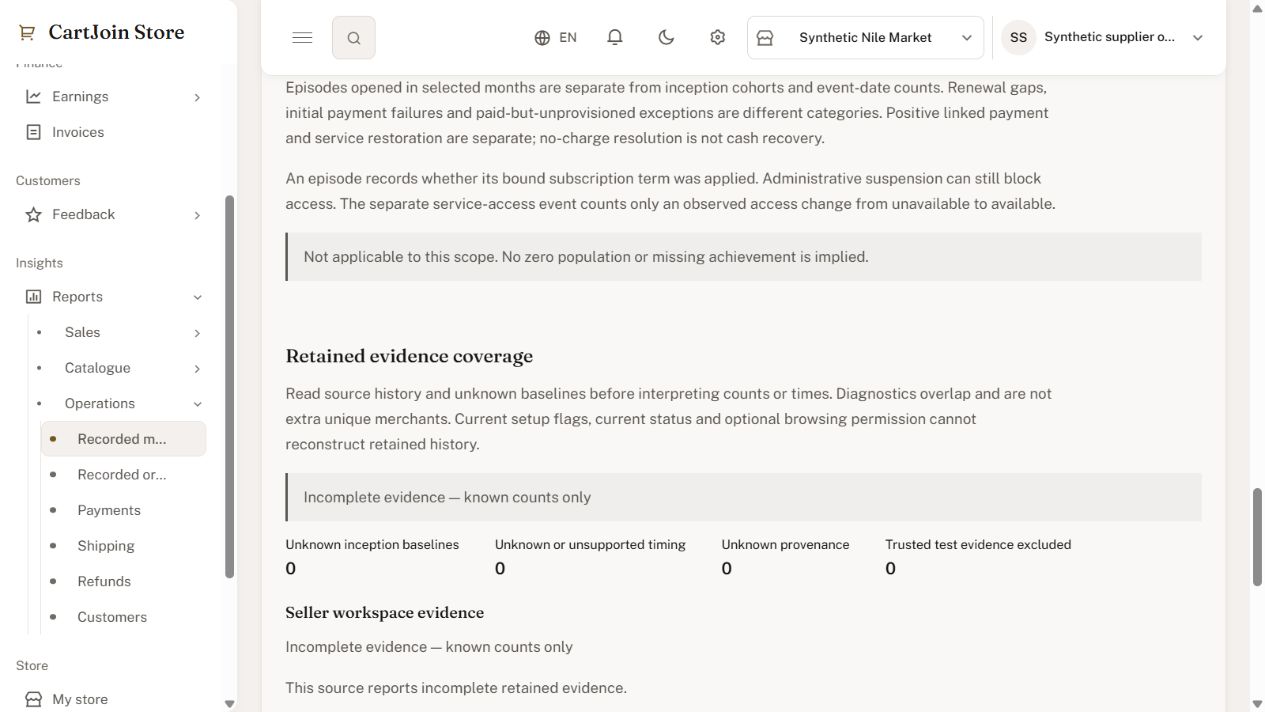 CartJoin Store
Finance
Earnings
Invoices
Customers
Feedback
Insights
Reports
Sales
Catalogue
Operations
Recorded m...
Recorded or...
Payments
Shipping
Refunds
Customers
Store
My store
EN
Synthetic Nile Market
SS
Synthetic supplier o...
Episodes opened in selected months are separate from inception cohorts and event-date counts. Renewal gaps,
initial payment failures and paid-but-unprovisioned exceptions are different categories. Positive linked payment
and service restoration are separate; no-charge resolution is not cash recovery.
An episode records whether its bound subscription term was applied. Administrative suspension can still block
access. The separate service-access event counts only an observed access change from unavailable to available.
Not applicable to this scope. No zero population or missing achievement is implied.
Retained evidence coverage
Read source history and unknown baselines before interpreting counts or times. Diagnostics overlap and are not
extra unique merchants. Current setup flags, current status and optional browsing permission cannot
reconstruct retained history.
Incomplete evidence — known counts only
Unknown inception baselines
0
Unknown or unsupported timing
0
Unknown provenance
0
Trusted test evidence excluded
0
Seller workspace evidence
Incomplete evidence — known counts only
This source reports incomplete retained evidence.